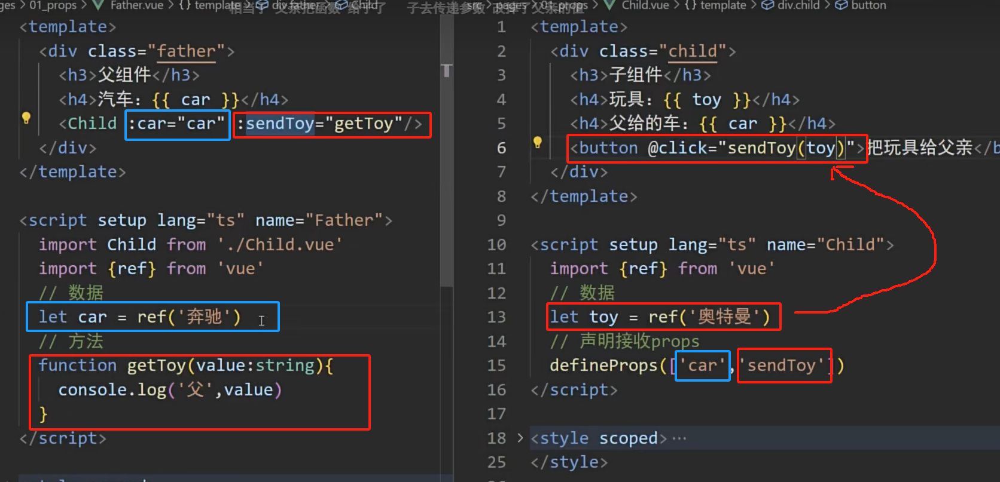 ges > 01_props > Father.vue > {} template > div.father > Child
相当于 父亲把函数 给子了 子去传递参数 改掉了父亲的值
<template>
<div class="father">
<h3>父组件</h3>
<h4>汽车：{{ car }}</h4>
<Child :car="car" :sendToy="getToy"/>
</div>
</template>
<script setup lang="ts" name="Father">
import Child from './Child.vue'
import {ref} from 'vue'
// 数据
let car = ref('奔驰')
// 方法
function getToy(value:string){
console.log('父',value)
}
</script>
src > pages > 01_props > Child.vue > {} template > div.child > button
1 <template>
2 <div class="child">
3 <h3>子组件</h3>
4 <h4>玩具：{{ toy }}</h4>
5 <h4>父给的车：{{ car }}</h4>
6 <button @click="sendToy(toy)">把玩具给父亲</b
7 </div>
8 </template>
9
10 <script setup lang="ts" name="Child">
11 import {ref} from 'vue'
12 // 数据
13 let toy = ref('奥特曼')
14 // 声明接收props
15 defineProps(['car','sendToy'])
16 </script>
17
18 > <style scoped>···
25 </style>